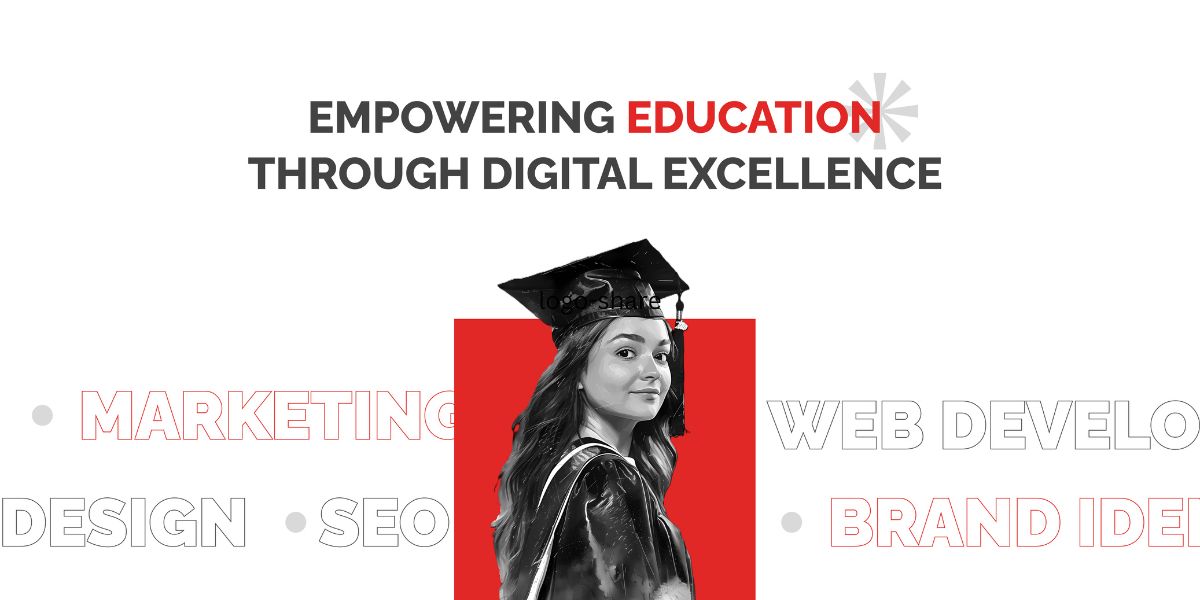 EMPOWERING EDUCATION
THROUGH DIGITAL EXCELLENCE
logo-share
MARKETING
WEB DEVELO
DESIGN
SEO
BRAND IDE